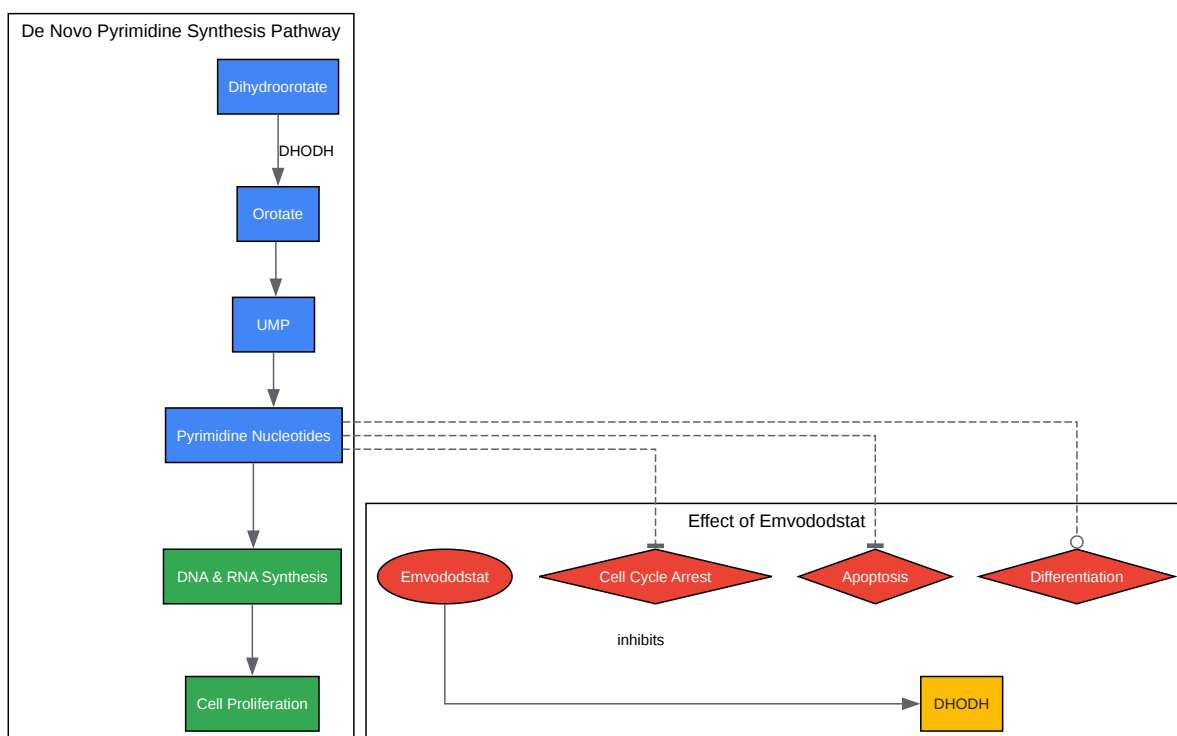 De Novo Pyrimidine Synthesis Pathway
Dihydroorotate
DHODH
Orotate
UMP
Pyrimidine Nucleotides
DNA & RNA Synthesis
Cell Proliferation
Effect of Emvododstat
Emvododstat
Cell Cycle Arrest
Apoptosis
Differentiation
inhibits
DHODH